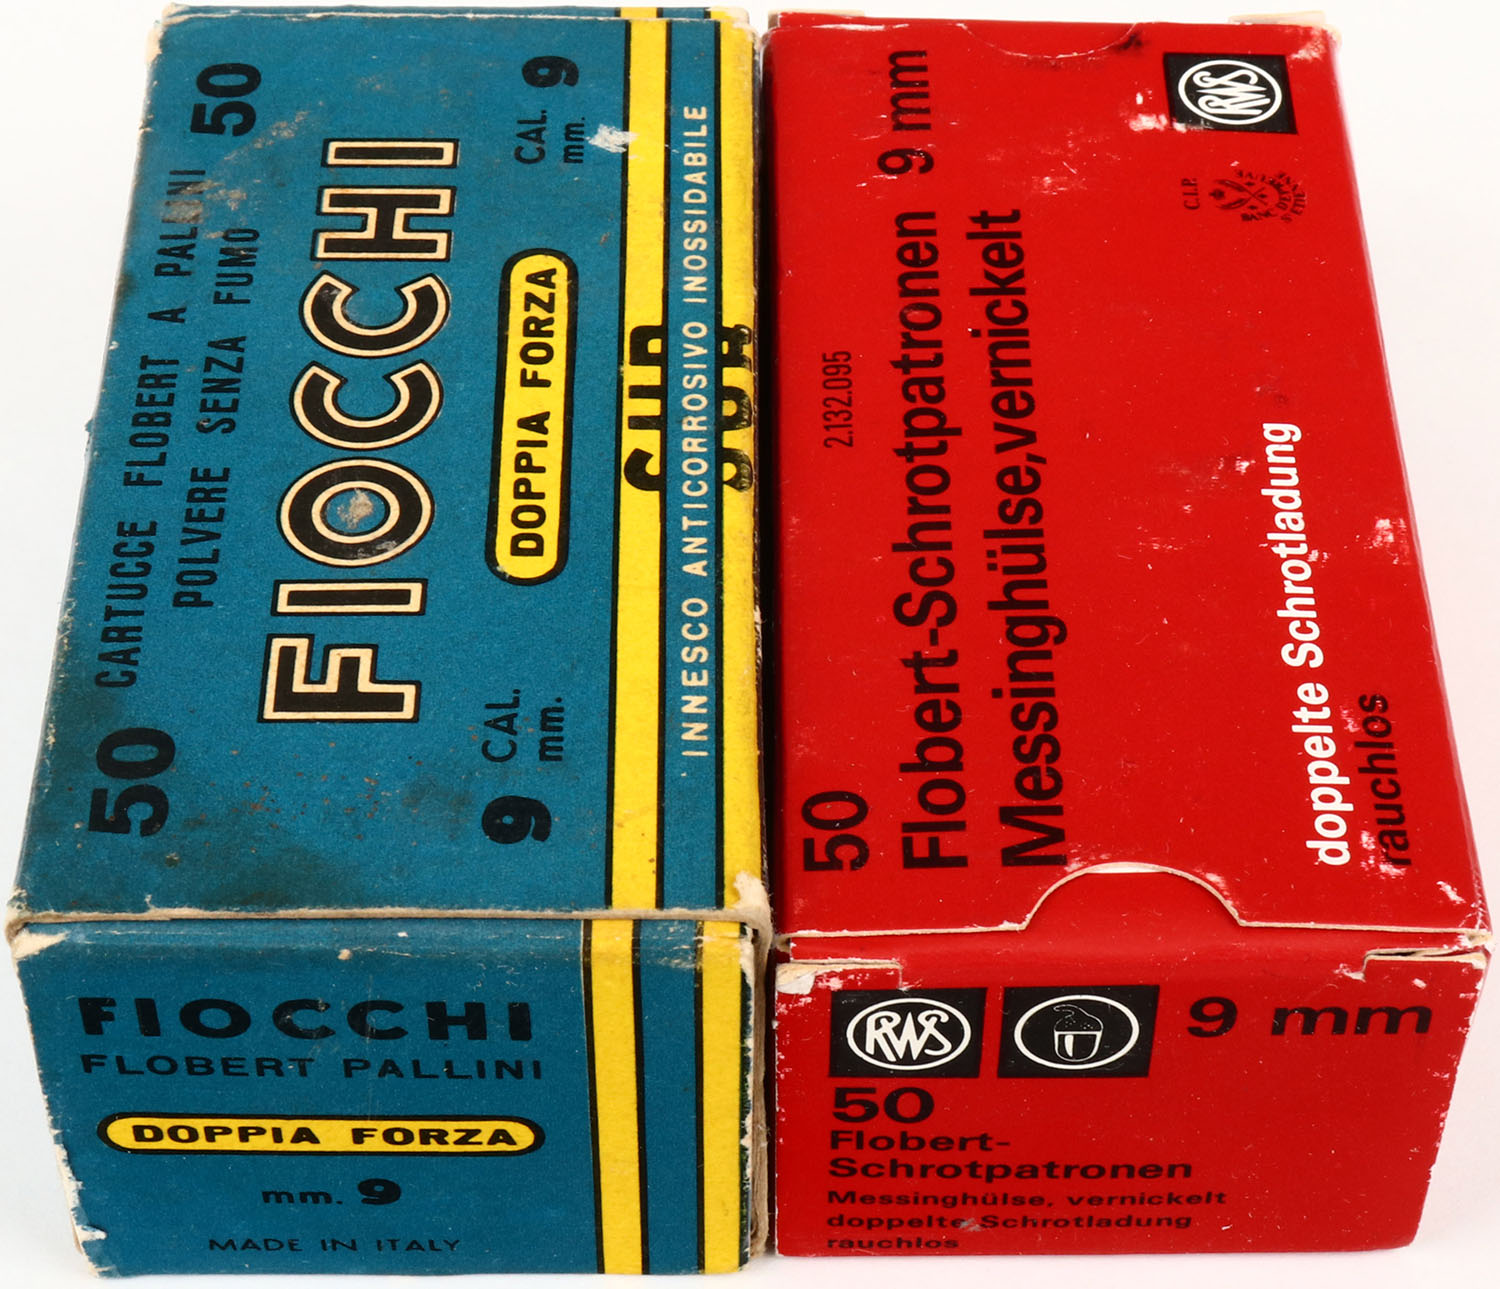 50 CARTUCCE FLOBERT A PALLINI 50
POLVERE SENZA FUMO
FIOCCHI
9 CAL. mm.
DOPPIA FORZA
CAL. mm. 9
INNESCO ANTICORROSIVO INOSSIDABILE
FIOCCHI
FLOBERT PALLINI
DOPPIA FORZA
mm. 9
MADE IN ITALY
RWS
C.I.P.
2.132.095
50
Flobert-Schrotpatronen 9 mm
Messinghülse,vernickelt
doppelte Schrotladung
rauchlos
RWS
9 mm
50
Flobert-
Schrotpatronen
Messinghülse, vernickelt
doppelte Schrotladung
rauchlos